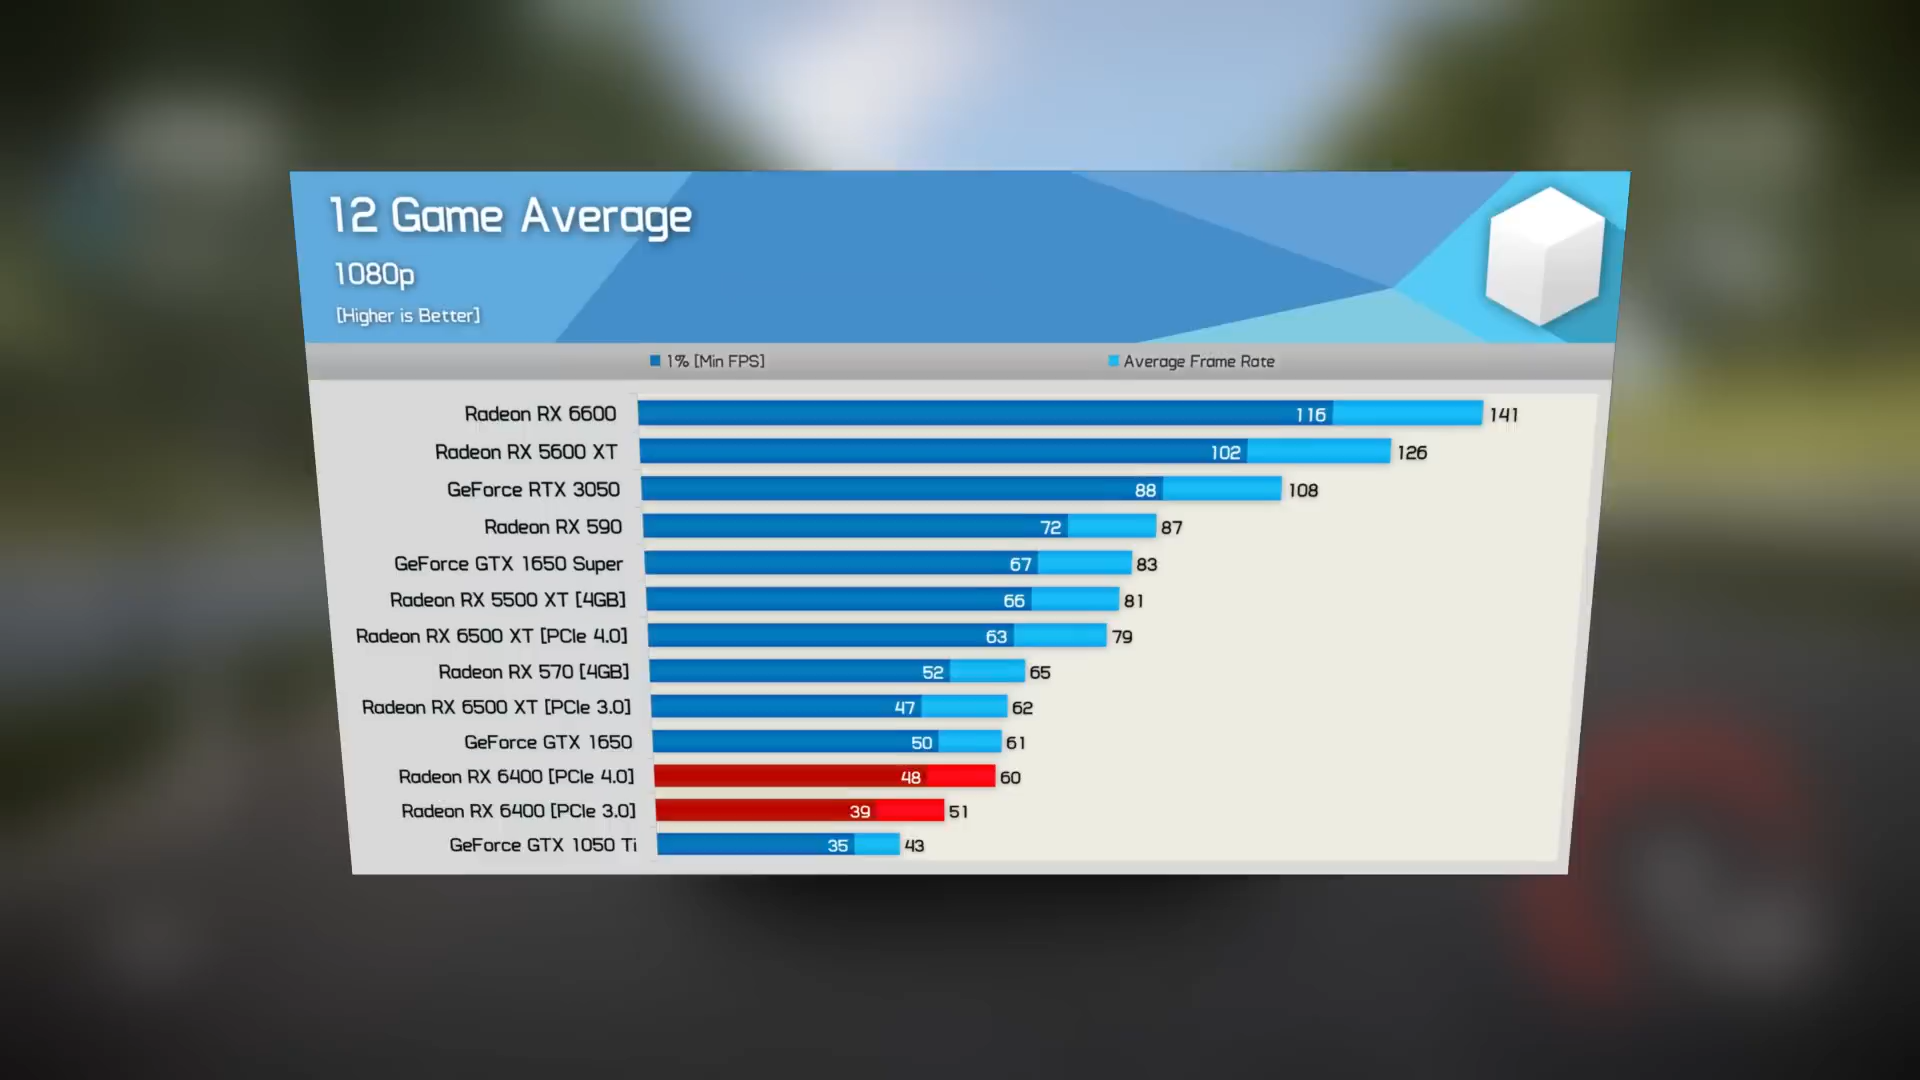 12 Game Average
1080p
[Higher is Better]
1% [Min FPS] Average Frame Rate
Radeon RX 6600 116 141
Radeon RX 5600 XT 102 126
GeForce RTX 3050 88 108
Radeon RX 590 72 87
GeForce GTX 1650 Super 67 83
Radeon RX 5500 XT [4GB] 66 81
Radeon RX 6500 XT [PCIe 4.0] 63 79
Radeon RX 570 [4GB] 52 65
Radeon RX 6500 XT [PCIe 3.0] 47 62
GeForce GTX 1650 50 61
Radeon RX 6400 [PCIe 4.0] 48 60
Radeon RX 6400 [PCIe 3.0] 39 51
GeForce GTX 1050 Ti 35 43